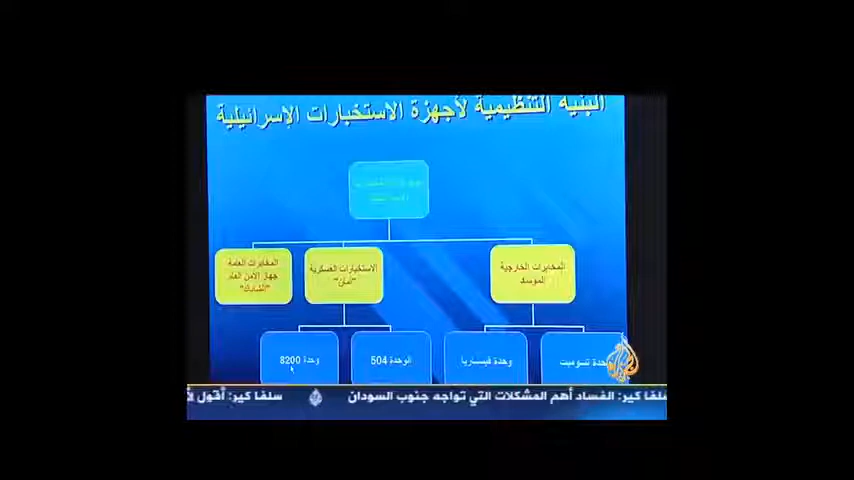 البنية التنظيمية لأجهزة الاستخبارات الإسرائيلية
المخابرات العامة
جهاز الأمن العام
"الشاباك"
الاستخبارات العسكرية
"أمان"
المخابرات الخارجية
الموساد
وحدة 8200
الوحدة 504
وحدة قيساريا
وحدة تسوميت
سلفا كير: الفساد أهم المشكلات التي تواجه جنوب السودان
سلفا كير: أقول